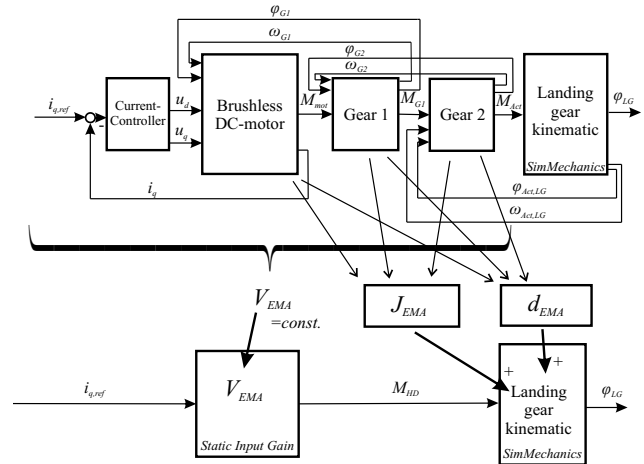 φG1
ωG1
φG2
ωG2
iq,ref
-
Current-
Controller
ud
uq
Brushless
DC-motor
Mmot
Gear 1
MG1
Gear 2
MAct
Landing
gear
kinematic
SimMechanics
φLG
iq
φAct,LG
ωAct,LG
VEMA
=const.
JEMA
dEMA
iq,ref
VEMA
Static Input Gain
MHD
+
+
Landing
gear
kinematic
SimMechanics
φLG